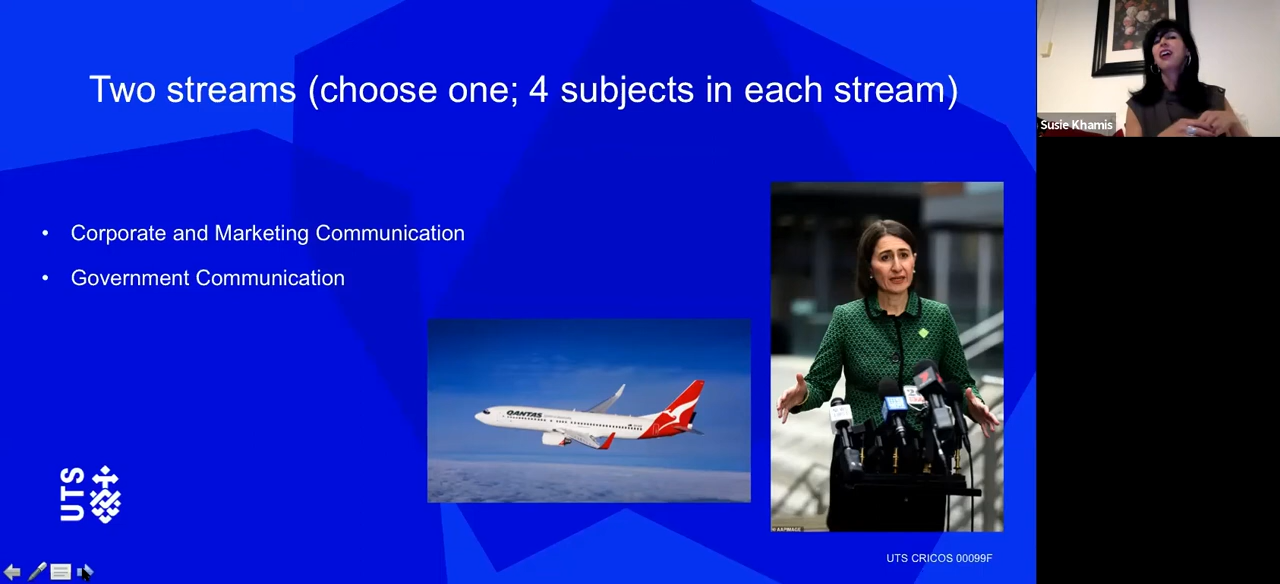 Two streams (choose one; 4 subjects in each stream)
• Corporate and Marketing Communication
• Government Communication
QANTAS
UTS
UTS CRICOS 00099F
Susie Khamis